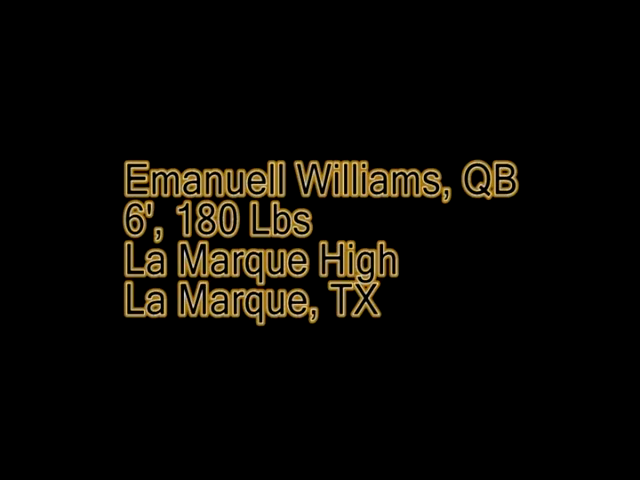 Emanuell Williams, QB
6', 180 Lbs
La Marque High
La Marque, TX